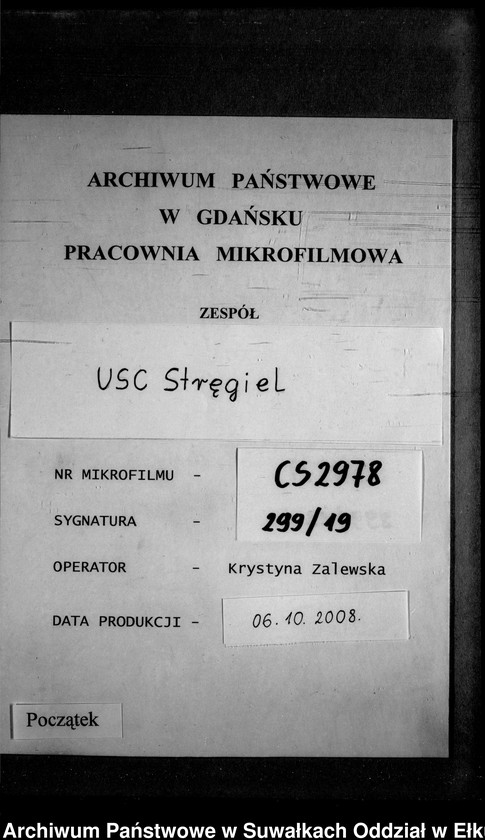 ARCHIWUM PAŃSTWOWE
W GDAŃSKU
PRACOWNIA MIKROFILMOWA
ZESPÓŁ
USC Stręgiel
NR MIKROFILMU - CS2978
SYGNATURA - 299/19
OPERATOR - Krystyna Zalewska
DATA PRODUKCJI - 06.10.2008.
Początek
Archiwum Państwowe w Suwałkach Oddział w Ełk